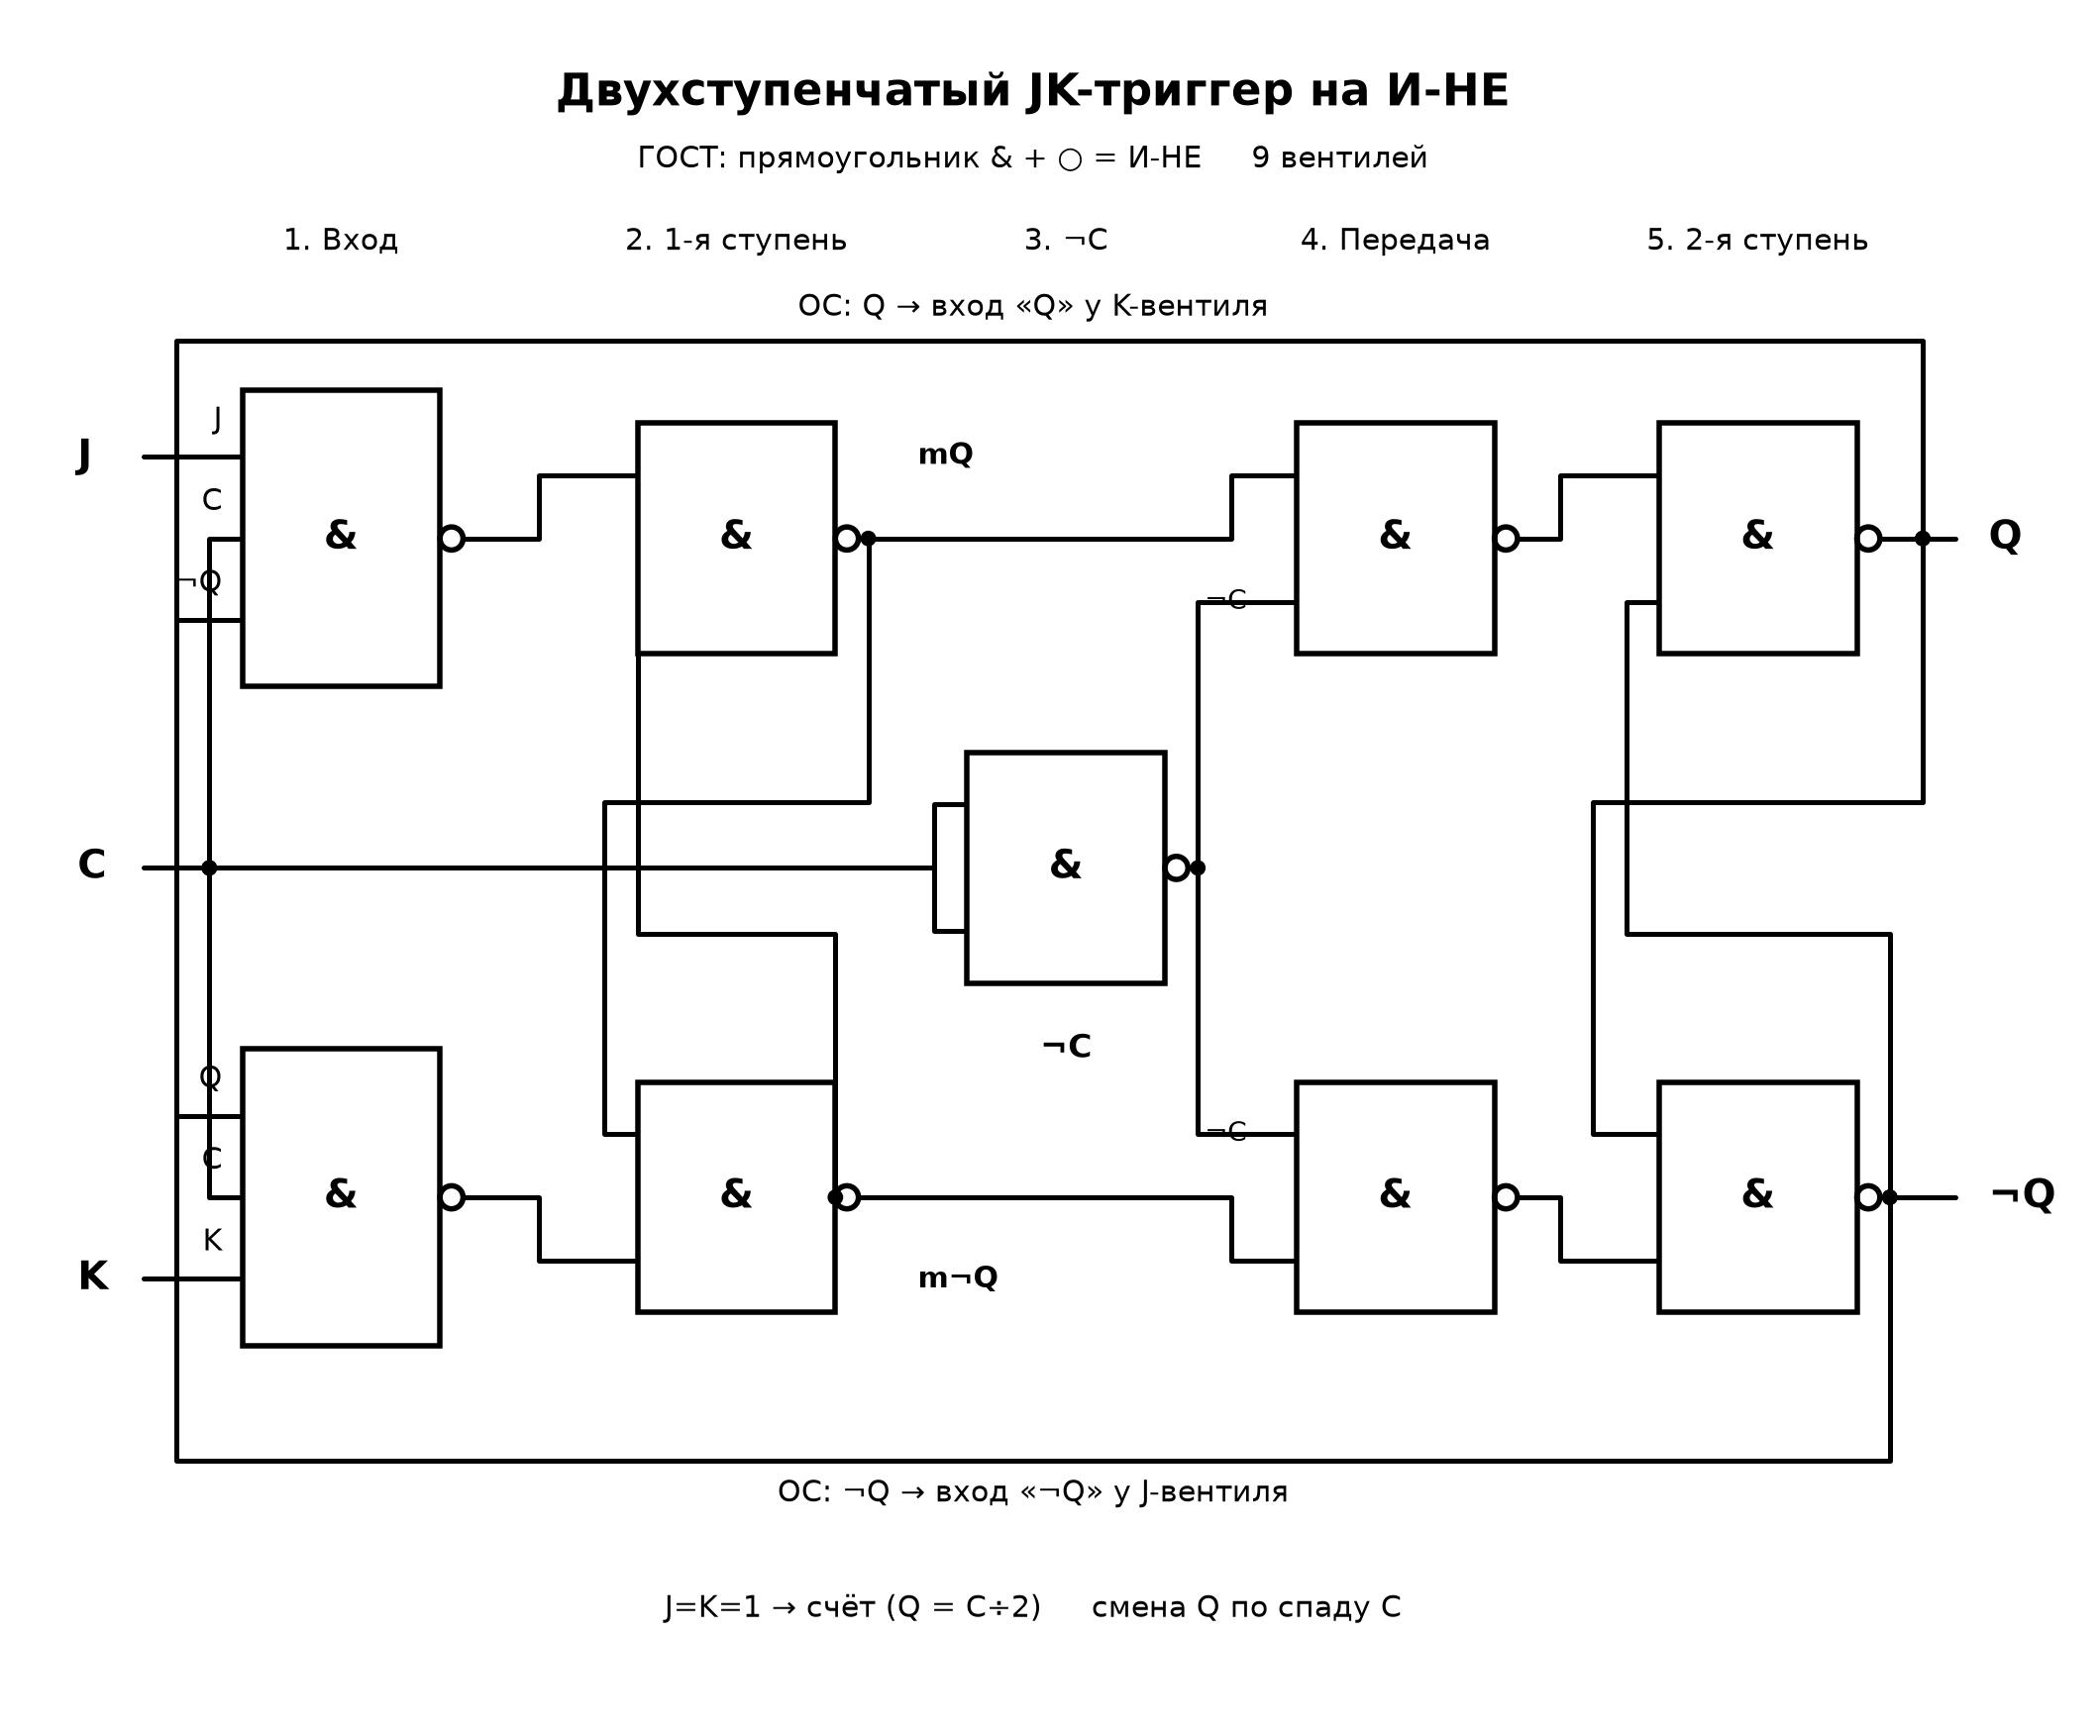 Двухступенчатый JK-триггер на И-НЕ
ГОСТ: прямоугольник & + ○ = И-НЕ 9 вентилей
1. Вход 2. 1-я ступень 3. ¬C 4. Передача 5. 2-я ступень
ОС: Q → вход «Q» у K-вентиля
J
J
C
¬Q
&
&
mQ
¬C
&
&
Q
C
&
¬C
Q
C
K
K
&
&
m¬Q
¬C
&
&
¬Q
ОС: ¬Q → вход «¬Q» у J-вентиля
J=K=1 → счёт (Q = C÷2) смена Q по спаду C